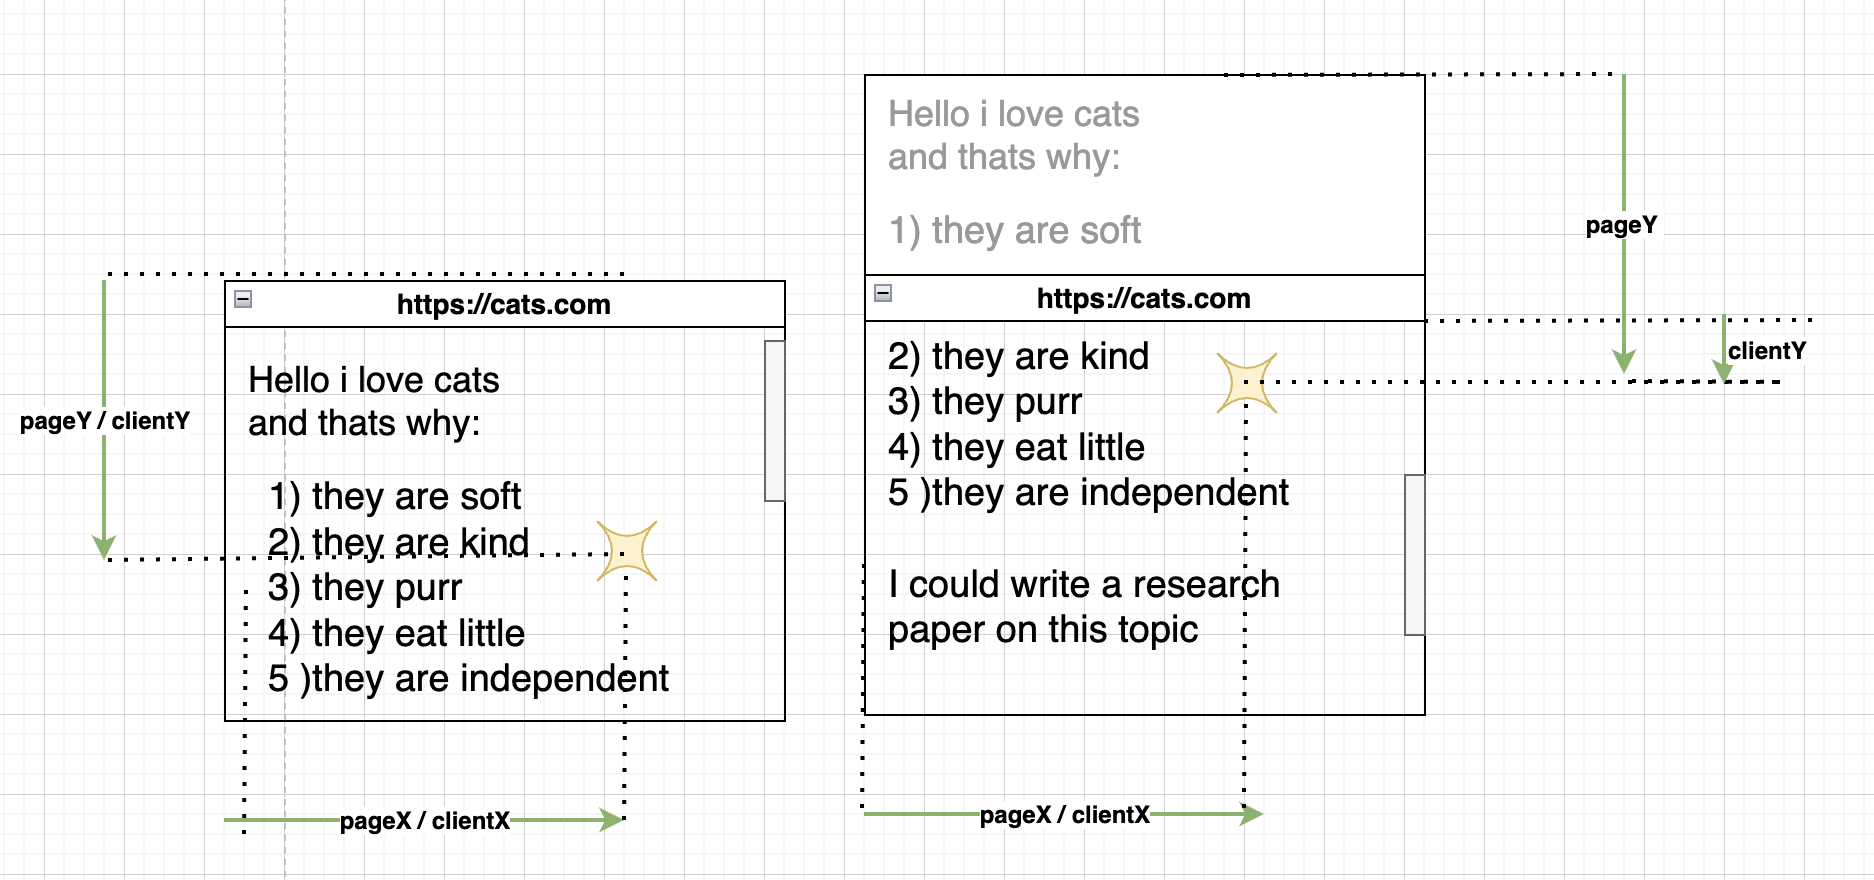 https://cats.com
Hello i love cats
and thats why:
1) they are soft
2) they are kind
3) they purr
4) they eat little
5 )they are independent
pageY / clientY
pageX / clientX
Hello i love cats
and thats why:
1) they are soft
https://cats.com
2) they are kind
3) they purr
4) they eat little
5 )they are independent
I could write a research
paper on this topic
pageY
clientY
pageX / clientX